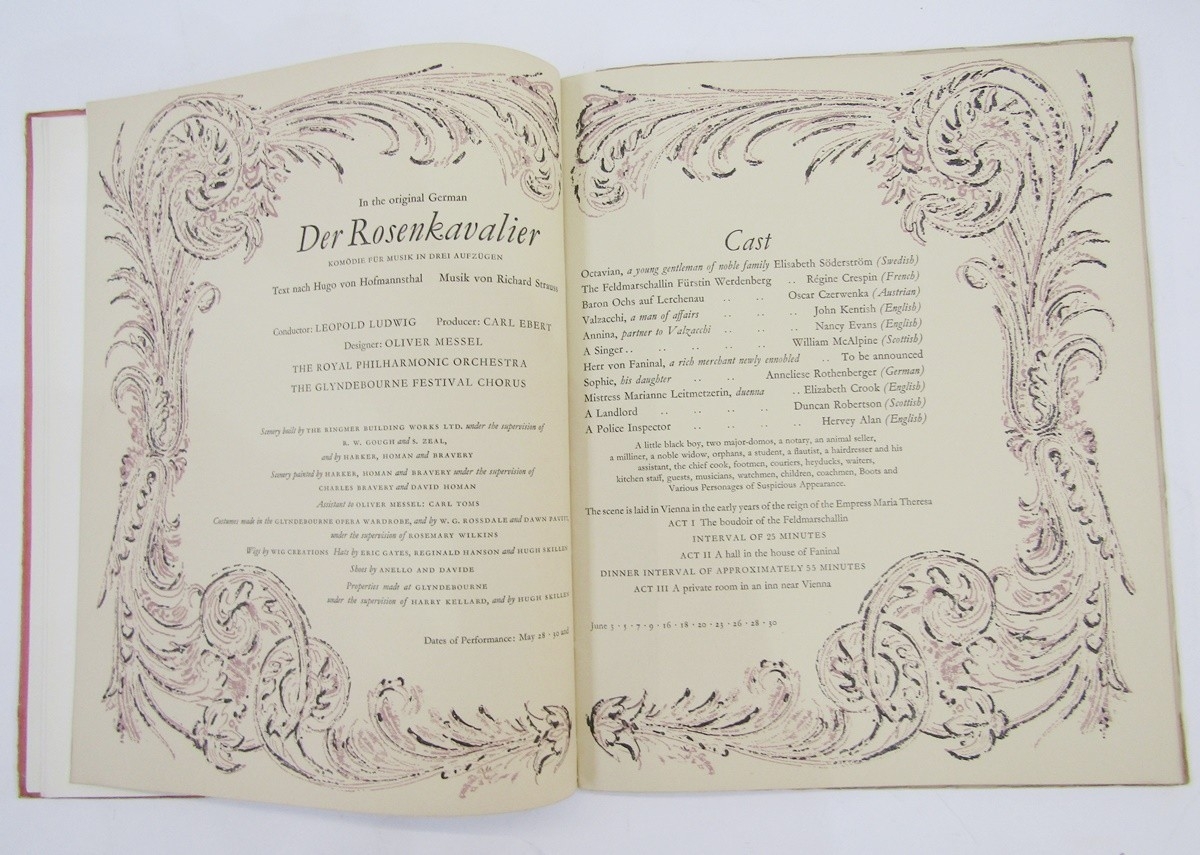 In the original German
Der Rosenkavalier
KOMÖDIE FÜR MUSIK IN DREI AUFZÜGEN
Text nach Hugo von Hofmannsthal Musik von Richard Strauss
Conductor: LEOPOLD LUDWIG Producer: CARL EBERT
Designer: OLIVER MESSEL
THE ROYAL PHILHARMONIC ORCHESTRA
THE GLYNDEBOURNE FESTIVAL CHORUS
Scenery built by THE RINGMER BUILDING WORKS LTD. under the supervision of
R. W. GOUGH and S. ZEAL,
and by HARKER, HOMAN and BRAVERY
Scenery painted by HARKER, HOMAN and BRAVERY under the supervision of
CHARLES BRAVERY and DAVID HOMAN
Assistant to OLIVER MESSEL: CARL TOMS
Costumes made in the GLYNDEBOURNE OPERA WARDROBE, and by W. G. ROSSDALE and DAWN PAVITT
under the supervision of ROSEMARY WILKINS
Wigs by WIG CREATIONS Hats by ERIC GATES, REGINALD HANSON and HUGH SKILLEN
Shoes by ANELLO AND DAVIDE
Properties made at GLYNDEBOURNE
under the supervision of HARRY KELLARD, and by HUGH SKILLEN
Dates of Performance: May 28 · 30 and
Cast
Octavian, a young gentleman of noble family Elisabeth Söderström (Swedish)
The Feldmarschallin Fürstin Werdenberg .. Régine Crespin (French)
Baron Ochs auf Lerchenau .. .. Oscar Czerwenka (Austrian)
Valzacchi, a man of affairs .. .. .. John Kentish (English)
Annina, partner to Valzacchi .. .. .. Nancy Evans (English)
A Singer .. .. .. .. .. William McAlpine (Scottish)
Herr von Faninal, a rich merchant newly ennobled .. To be announced
Sophie, his daughter .. .. Anneliese Rothenberger (German)
Mistress Marianne Leitmetzerin, duenna .. Elizabeth Crook (English)
A Landlord .. .. .. .. Duncan Robertson (Scottish)
A Police Inspector .. .. .. Hervey Alan (English)
A little black boy, two major-domos, a notary, an animal seller,
a milliner, a noble widow, orphans, a student, a flautist, a hairdresser and his
assistant, the chief cook, footmen, couriers, heyducks, waiters,
kitchen staff, guests, musicians, watchmen, children, coachmen, Boots and
Various Personages of Suspicious Appearance.
The scene is laid in Vienna in the early years of the reign of the Empress Maria Theresa
ACT I The boudoir of the Feldmarschallin
INTERVAL OF 25 MINUTES
ACT II A hall in the house of Faninal
DINNER INTERVAL OF APPROXIMATELY 55 MINUTES
ACT III A private room in an inn near Vienna
June 3 · 5 · 7 · 9 · 16 · 18 · 20 · 23 · 26 · 28 · 30